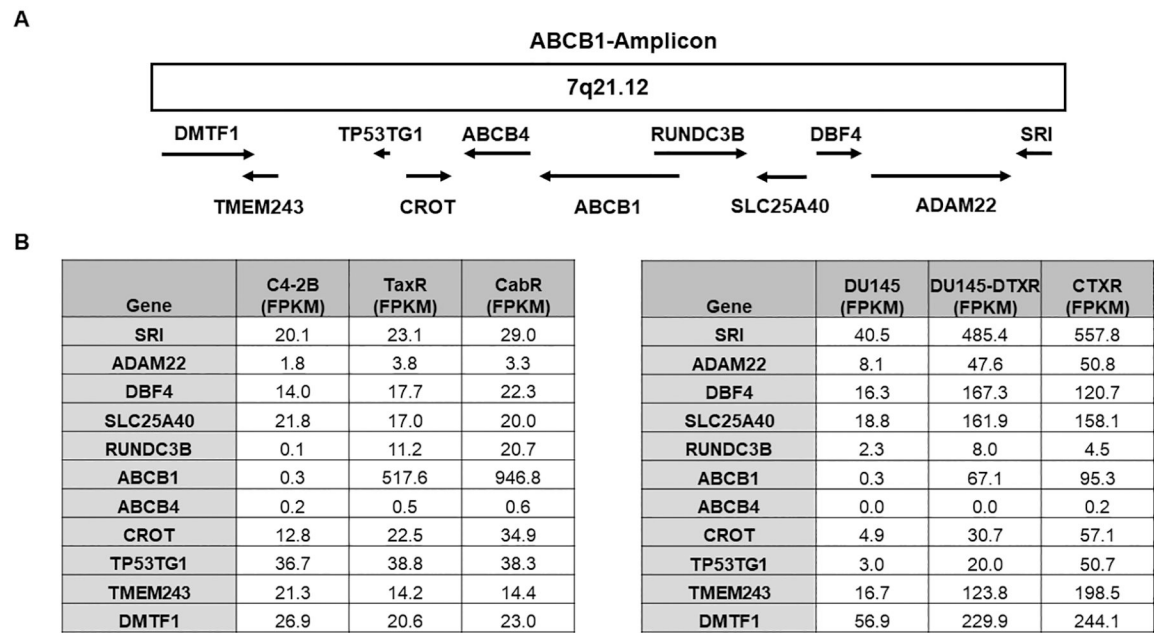 A
ABCB1-Amplicon
7q21.12
DMTF1 TP53TG1 ABCB4 RUNDC3B DBF4 SRI
TMEM243 CROT ABCB1 SLC25A40 ADAM22
B
Gene C4-2B (FPKM) TaxR (FPKM) CabR (FPKM)
SRI 20.1 23.1 29.0
ADAM22 1.8 3.8 3.3
DBF4 14.0 17.7 22.3
SLC25A40 21.8 17.0 20.0
RUNDC3B 0.1 11.2 20.7
ABCB1 0.3 517.6 946.8
ABCB4 0.2 0.5 0.6
CROT 12.8 22.5 34.9
TP53TG1 36.7 38.8 38.3
TMEM243 21.3 14.2 14.4
DMTF1 26.9 20.6 23.0
Gene DU145 (FPKM) DU145-DTXR (FPKM) CTXR (FPKM)
SRI 40.5 485.4 557.8
ADAM22 8.1 47.6 50.8
DBF4 16.3 167.3 120.7
SLC25A40 18.8 161.9 158.1
RUNDC3B 2.3 8.0 4.5
ABCB1 0.3 67.1 95.3
ABCB4 0.0 0.0 0.2
CROT 4.9 30.7 57.1
TP53TG1 3.0 20.0 50.7
TMEM243 16.7 123.8 198.5
DMTF1 56.9 229.9 244.1